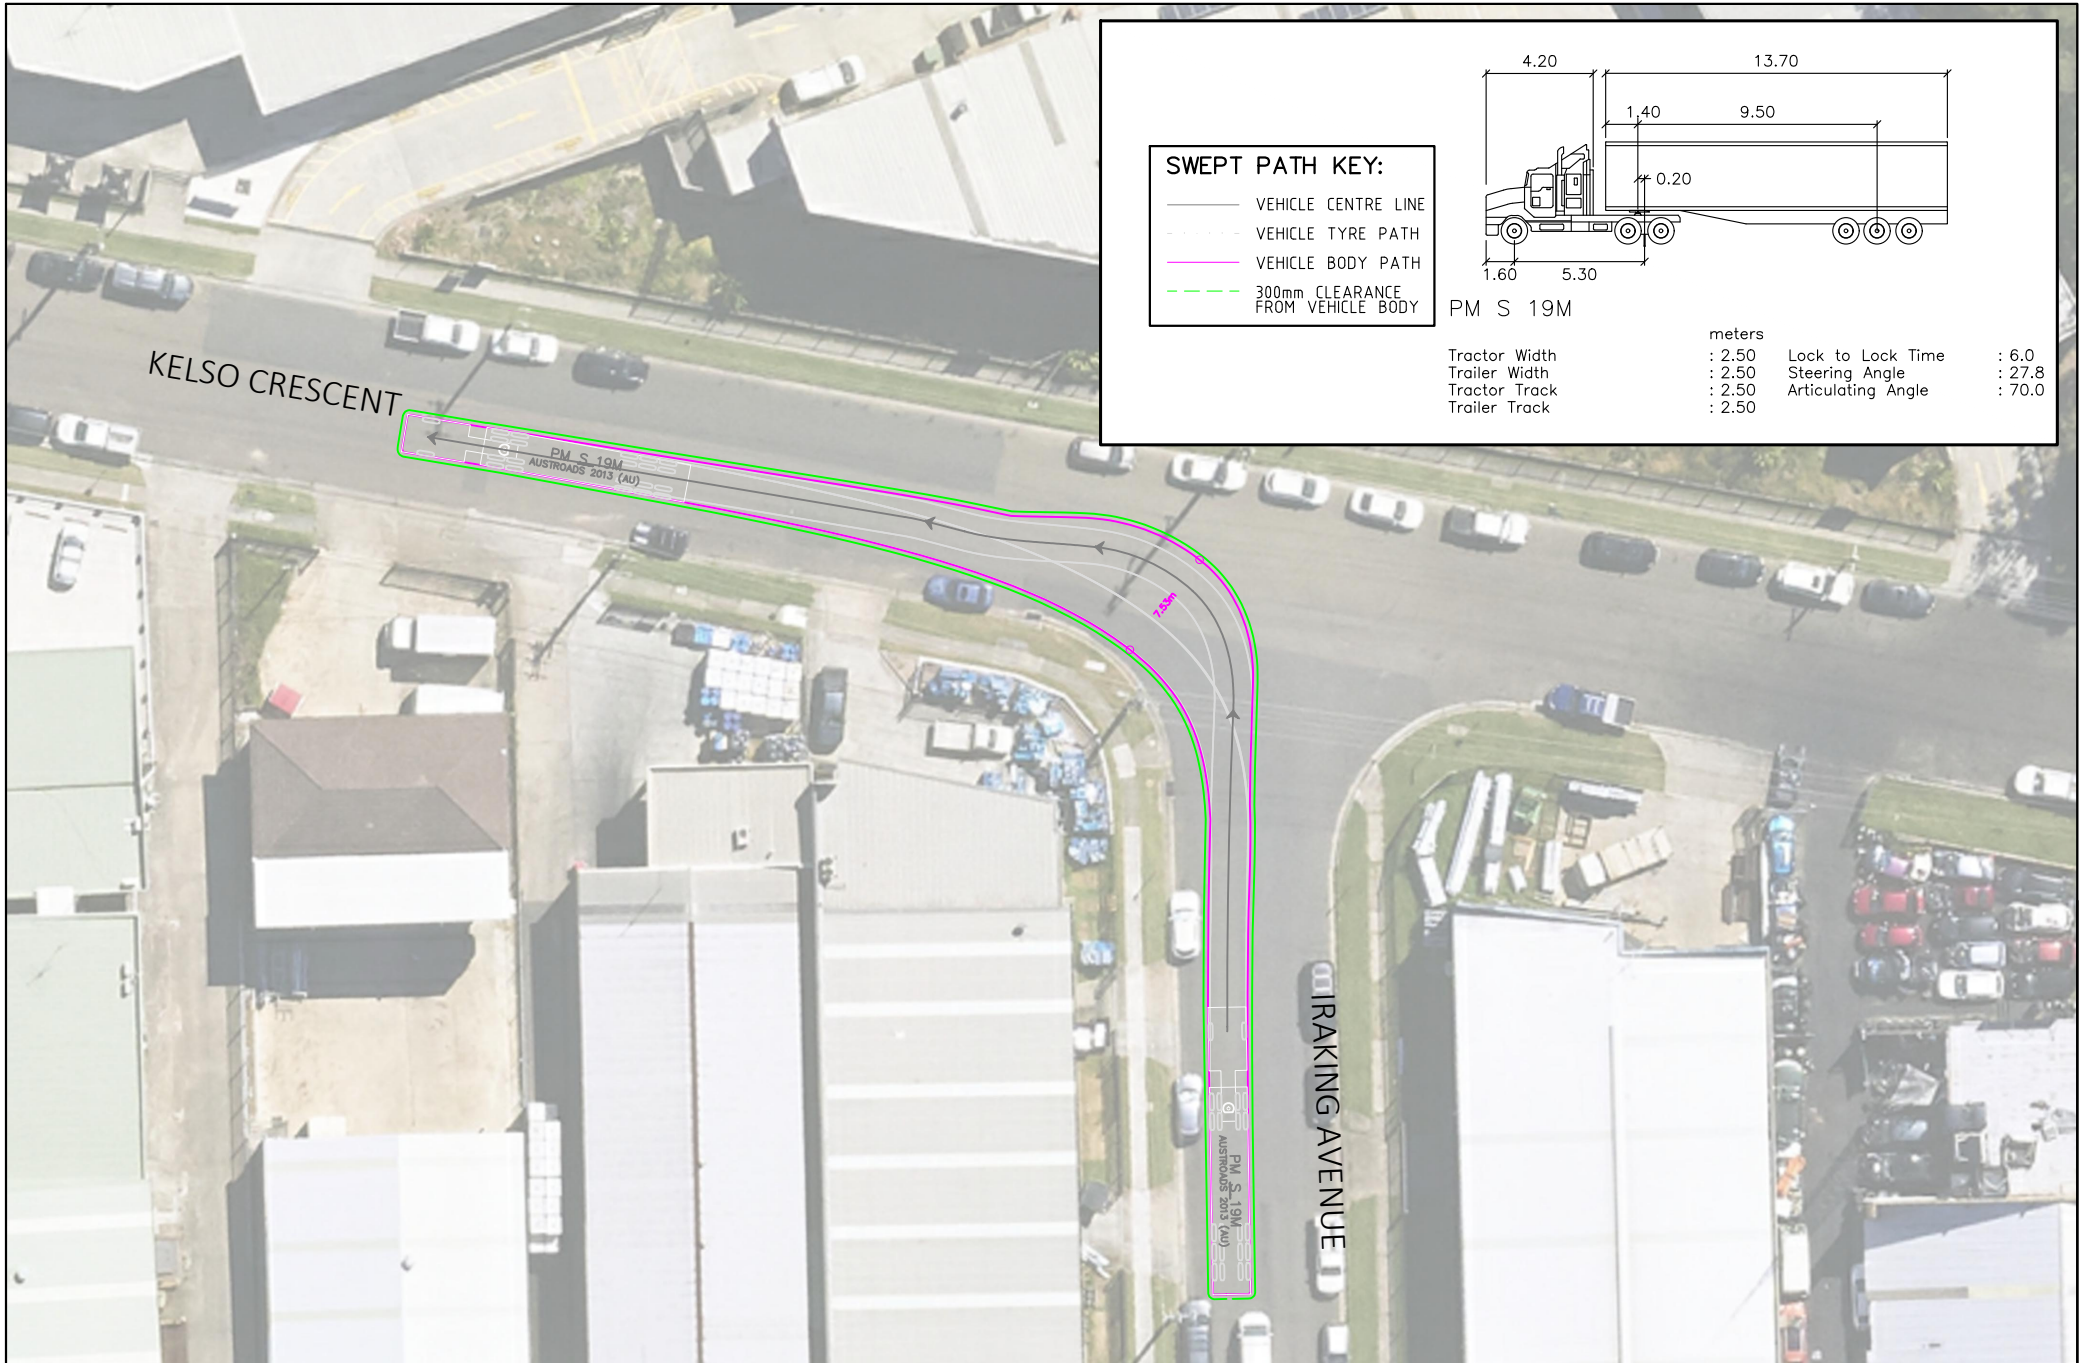 4.20
13.70
1.40
9.50
0.20
1.60
5.30
SWEPT PATH KEY:
VEHICLE CENTRE LINE
VEHICLE TYRE PATH
VEHICLE BODY PATH
300mm CLEARANCE
FROM VEHICLE BODY
PM S 19M
meters
Tractor Width : 2.50 Lock to Lock Time : 6.0
Trailer Width : 2.50 Steering Angle : 27.8
Tractor Track : 2.50 Articulating Angle : 70.0
Trailer Track : 2.50
KELSO CRESCENT
PM S 19M
AUSTROADS 2013 (AU)
7.53m
IRAKING AVENUE
PM S 19M
AUSTROADS 2013 (AU)